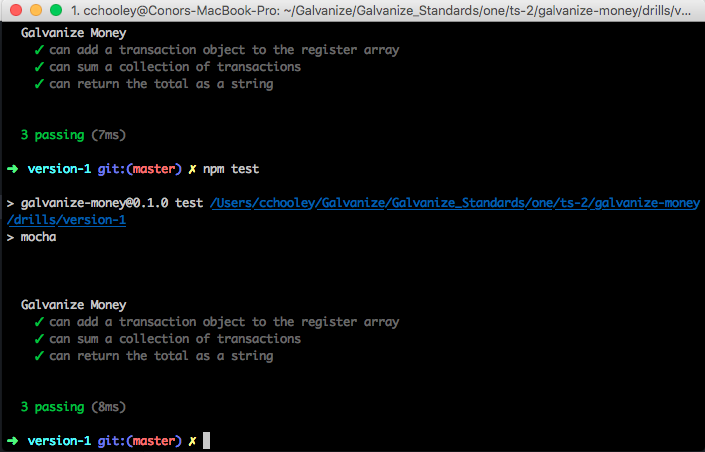 1. cchooley@Conors-MacBook-Pro: ~/Galvanize/Galvanize_Standards/one/ts-2/galvanize-money/drills/v...
Galvanize Money
✓ can add a transaction object to the register array
✓ can sum a collection of transactions
✓ can return the total as a string
3 passing (7ms)
➜ version-1 git:(master) ✗ npm test
> galvanize-money@0.1.0 test /Users/cchooley/Galvanize/Galvanize_Standards/one/ts-2/galvanize-money
/drills/version-1
> mocha
Galvanize Money
✓ can add a transaction object to the register array
✓ can sum a collection of transactions
✓ can return the total as a string
3 passing (8ms)
➜ version-1 git:(master) ✗